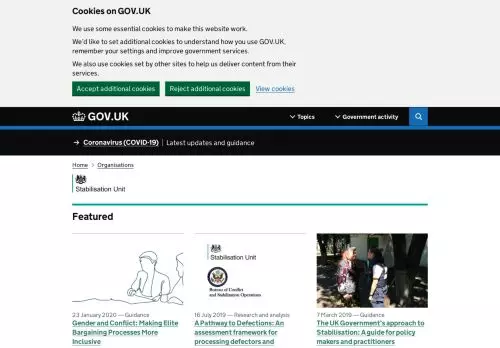 Cookies on GOV.UK
We use some essential cookies to make this website work.
We'd like to set additional cookies to understand how you use GOV.UK,
remember your settings and improve government services.
We also use cookies set by other sites to help us deliver content from their
services.
Accept additional cookies Reject additional cookies View cookies
GOV.UK Topics Government activity
→ Coronavirus (COVID-19) | Latest updates and guidance
Home > Organisations
Stabilisation Unit
Featured
Stabilisation Unit
Bureau of Conflict
and Stabilization Operations
23 January 2020 — Guidance
Gender and Conflict: Making Elite
Bargaining Processes More
Inclusive
16 July 2019 — Research and analysis
A Pathway to Defections: An
assessment framework for
processing defectors and
7 March 2019 — Guidance
The UK Government's approach to
Stabilisation: A guide for policy
makers and practitioners